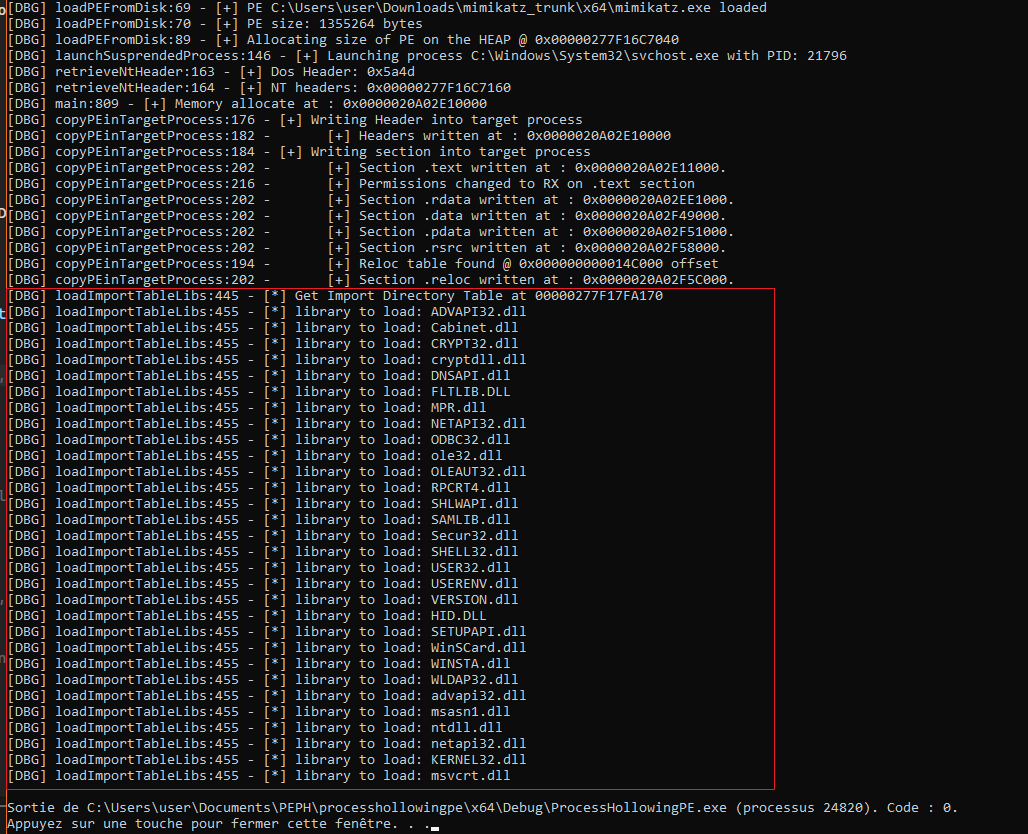 [DBG] loadPEFromDisk:69 - [+] PE C:\Users\user\Downloads\mimikatz_trunk\x64\mimikatz.exe loaded
[DBG] loadPEFromDisk:70 - [+] PE size: 1355264 bytes
[DBG] loadPEFromDisk:89 - [+] Allocating size of PE on the HEAP @ 0x00000277F16C7040
[DBG] launchSusprendedProcess:146 - [+] Launching process C:\Windows\System32\svchost.exe with PID: 21796
[DBG] retrieveNtHeader:163 - [+] Dos Header: 0x5a4d
[DBG] retrieveNtHeader:164 - [+] NT headers: 0x00000277F16C7160
[DBG] main:809 - [+] Memory allocate at : 0x0000020A02E10000
[DBG] copyPEinTargetProcess:176 - [+] Writing Header into target process
[DBG] copyPEinTargetProcess:182 -       [+] Headers written at : 0x0000020A02E10000
[DBG] copyPEinTargetProcess:184 - [+] Writing section into target process
[DBG] copyPEinTargetProcess:202 -       [+] Section .text written at : 0x0000020A02E11000.
[DBG] copyPEinTargetProcess:216 -       [+] Permissions changed to RX on .text section
[DBG] copyPEinTargetProcess:202 -       [+] Section .rdata written at : 0x0000020A02EE1000.
[DBG] copyPEinTargetProcess:202 -       [+] Section .data written at : 0x0000020A02F49000.
[DBG] copyPEinTargetProcess:202 -       [+] Section .pdata written at : 0x0000020A02F51000.
[DBG] copyPEinTargetProcess:202 -       [+] Section .rsrc written at : 0x0000020A02F58000.
[DBG] copyPEinTargetProcess:194 -       [+] Reloc table found @ 0x000000000014C000 offset
[DBG] copyPEinTargetProcess:202 -       [+] Section .reloc written at : 0x0000020A02F5C000.
[DBG] loadImportTableLibs:445 - [*] Get Import Directory Table at 00000277F17FA170
[DBG] loadImportTableLibs:455 - [*] library to load: ADVAPI32.dll
[DBG] loadImportTableLibs:455 - [*] library to load: Cabinet.dll
[DBG] loadImportTableLibs:455 - [*] library to load: CRYPT32.dll
[DBG] loadImportTableLibs:455 - [*] library to load: cryptdll.dll
[DBG] loadImportTableLibs:455 - [*] library to load: DNSAPI.dll
[DBG] loadImportTableLibs:455 - [*] library to load: FLTLIB.DLL
[DBG] loadImportTableLibs:455 - [*] library to load: MPR.dll
[DBG] loadImportTableLibs:455 - [*] library to load: NETAPI32.dll
[DBG] loadImportTableLibs:455 - [*] library to load: ODBC32.dll
[DBG] loadImportTableLibs:455 - [*] library to load: ole32.dll
[DBG] loadImportTableLibs:455 - [*] library to load: OLEAUT32.dll
[DBG] loadImportTableLibs:455 - [*] library to load: RPCRT4.dll
[DBG] loadImportTableLibs:455 - [*] library to load: SHLWAPI.dll
[DBG] loadImportTableLibs:455 - [*] library to load: SAMLIB.dll
[DBG] loadImportTableLibs:455 - [*] library to load: Secur32.dll
[DBG] loadImportTableLibs:455 - [*] library to load: SHELL32.dll
[DBG] loadImportTableLibs:455 - [*] library to load: USER32.dll
[DBG] loadImportTableLibs:455 - [*] library to load: USERENV.dll
[DBG] loadImportTableLibs:455 - [*] library to load: VERSION.dll
[DBG] loadImportTableLibs:455 - [*] library to load: HID.DLL
[DBG] loadImportTableLibs:455 - [*] library to load: SETUPAPI.dll
[DBG] loadImportTableLibs:455 - [*] library to load: WinSCard.dll
[DBG] loadImportTableLibs:455 - [*] library to load: WINSTA.dll
[DBG] loadImportTableLibs:455 - [*] library to load: WLDAP32.dll
[DBG] loadImportTableLibs:455 - [*] library to load: advapi32.dll
[DBG] loadImportTableLibs:455 - [*] library to load: msasn1.dll
[DBG] loadImportTableLibs:455 - [*] library to load: ntdll.dll
[DBG] loadImportTableLibs:455 - [*] library to load: netapi32.dll
[DBG] loadImportTableLibs:455 - [*] library to load: KERNEL32.dll
[DBG] loadImportTableLibs:455 - [*] library to load: msvcrt.dll
Sortie de C:\Users\user\Documents\PEPH\processhollowingpe\x64\Debug\ProcessHollowingPE.exe (processus 24820). Code : 0.
Appuyez sur une touche pour fermer cette fenêtre. . .